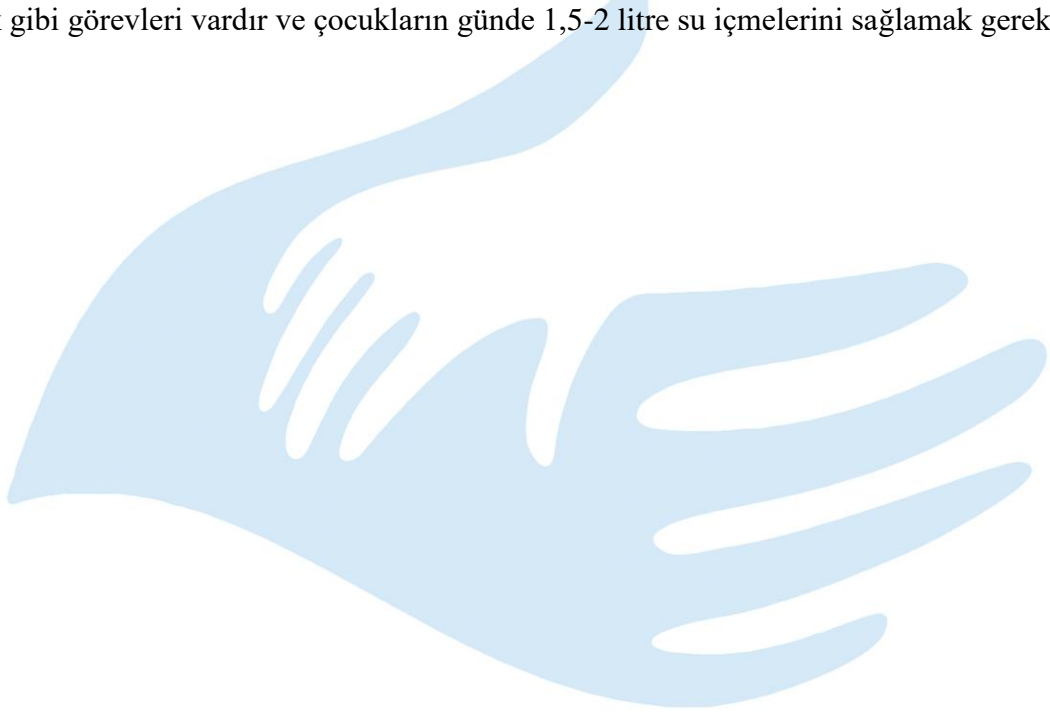 gibi görevleri vardır ve çocukların günde 1,5-2 litre su içmelerini sağlamak gerek